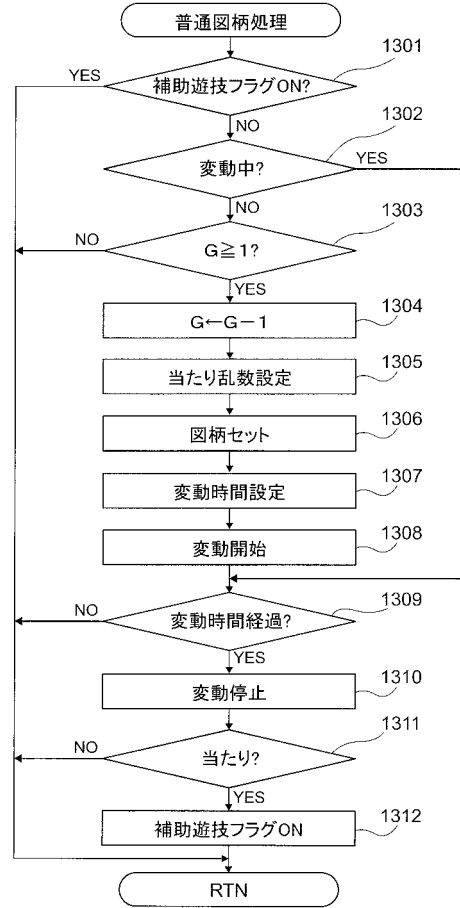 普通図柄処理
1301
YES
補助遊技フラグON?
NO
1302
変動中?
YES
NO
1303
NO
G≧1?
YES
1304
G←G－1
1305
当たり乱数設定
1306
図柄セット
1307
変動時間設定
1308
変動開始
1309
NO
変動時間経過?
YES
1310
変動停止
1311
NO
当たり?
YES
1312
補助遊技フラグON
RTN